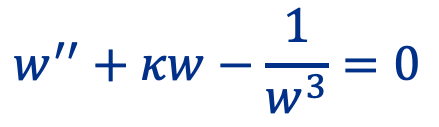 w″ + κw − 1/w³ = 0